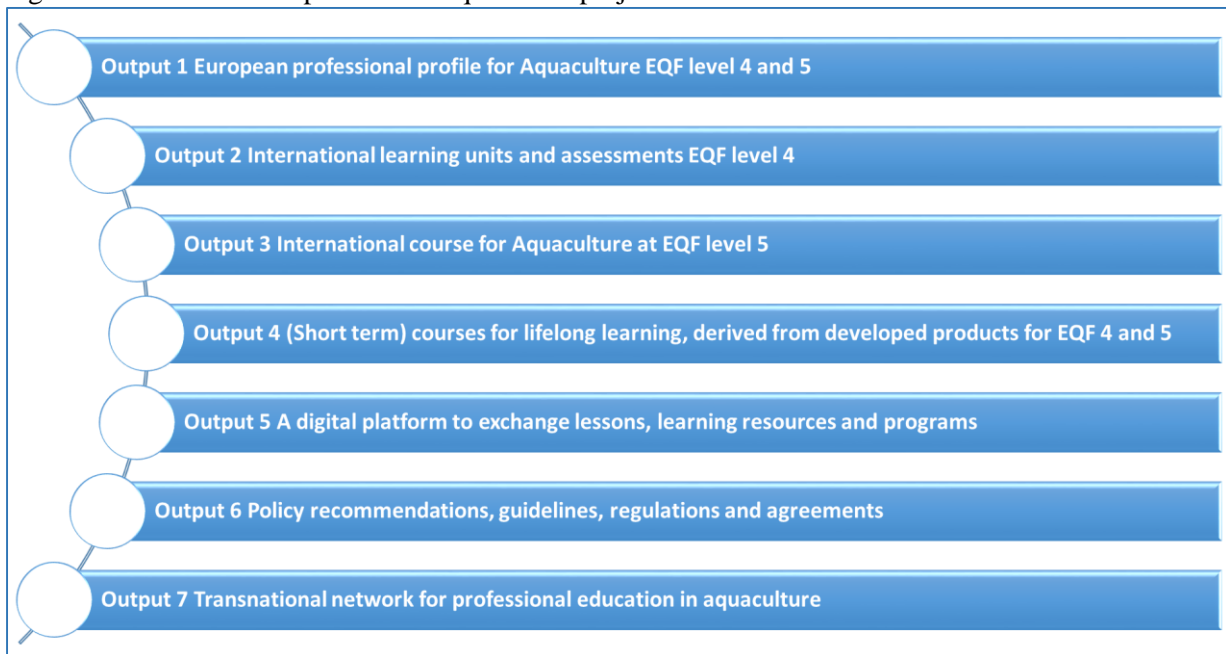 Output 1 European professional profile for Aquaculture EQF level 4 and 5
Output 2 International learning units and assessments EQF level 4
Output 3 International course for Aquaculture at EQF level 5
Output 4 (Short term) courses for lifelong learning, derived from developed products for EQF 4 and 5
Output 5 A digital platform to exchange lessons, learning resources and programs
Output 6 Policy recommendations, guidelines, regulations and agreements
Output 7 Transnational network for professional education in aquaculture